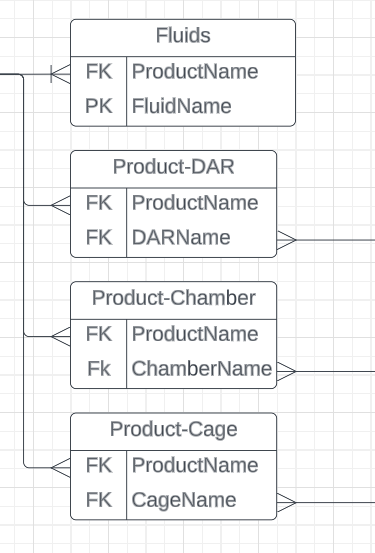 Fluids
FK ProductName
PK FluidName
Product-DAR
FK ProductName
FK DARName
Product-Chamber
FK ProductName
Fk ChamberName
Product-Cage
FK ProductName
FK CageName